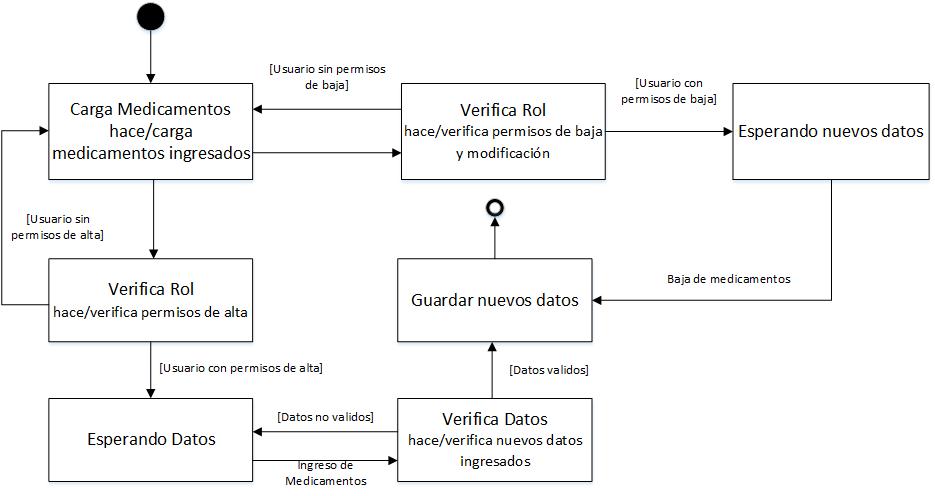 [Usuario sin permisos
de baja]
[Usuario con
permisos de baja]
Carga Medicamentos
hace/carga
medicamentos ingresados
Verifica Rol
hace/verifica permisos de baja
y modificación
Esperando nuevos datos
[Usuario sin
permisos de alta]
Verifica Rol
hace/verifica permisos de alta
Guardar nuevos datos
Baja de medicamentos
[Usuario con permisos de alta]
[Datos validos]
Esperando Datos
[Datos no validos]
Verifica Datos
hace/verifica nuevos datos
ingresados
Ingreso de
Medicamentos